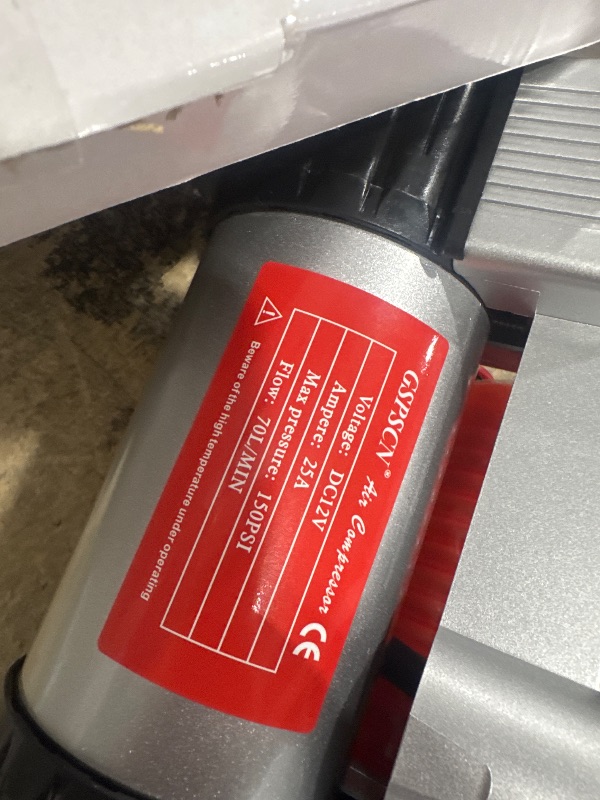 GSPSCN® Air Compressor CE
Voltage: DC12V
Ampere: 25A
Max pressure: 150PSI
Flow: 70L/MIN
Beware of the high temperature under operating